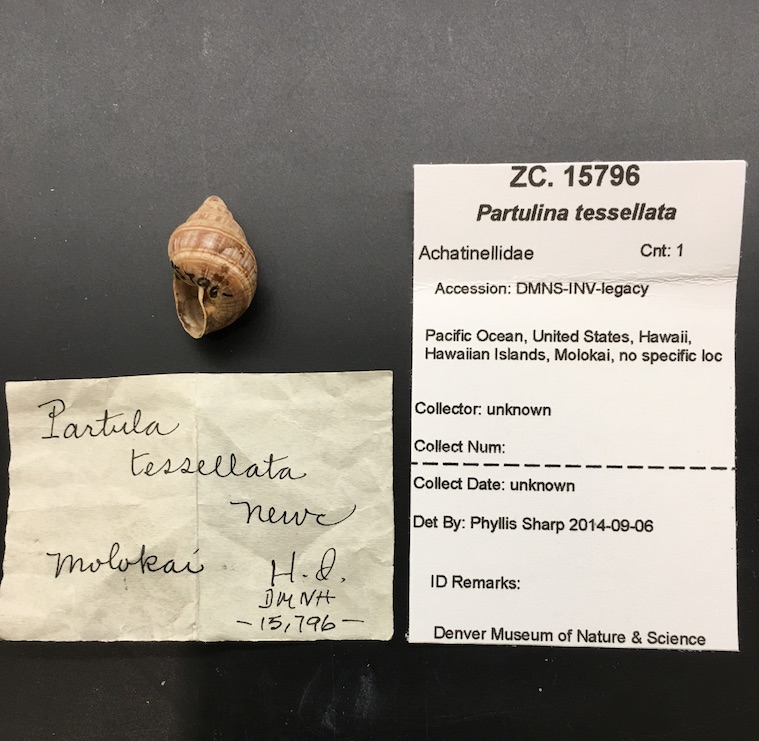 ZC. 15796
Partulina tessellata
Achatinellidae Cnt: 1
Accession: DMNS-INV-legacy
Pacific Ocean, United States, Hawaii,
Hawaiian Islands, Molokai, no specific loc
Collector: unknown
Collect Num:
Collect Date: unknown
Det By: Phyllis Sharp 2014-09-06
ID Remarks:
Denver Museum of Nature & Science
Partula
tessellata
Newc
Molokai H.I.
DMNH
-15,796-